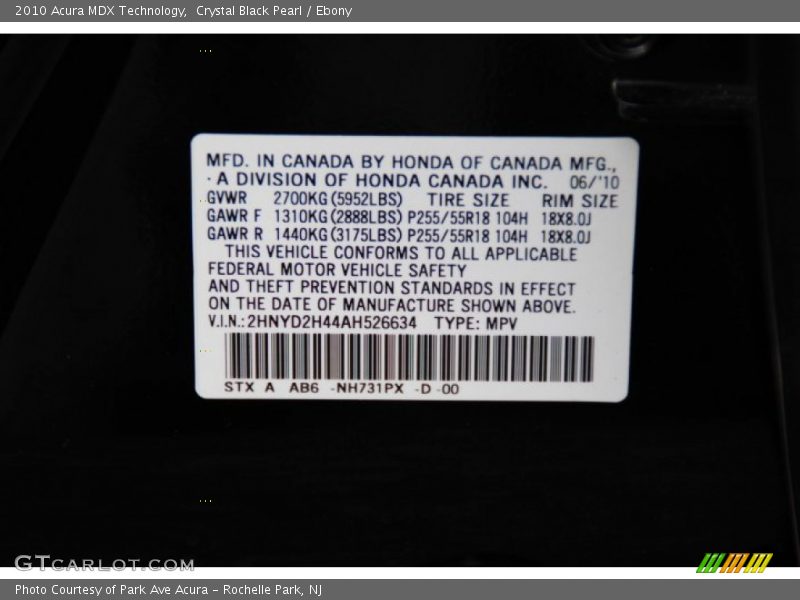 2010 Acura MDX Technology,  Crystal Black Pearl / Ebony
MFD. IN CANADA BY HONDA OF CANADA MFG.,
A DIVISION OF HONDA CANADA INC. 06/'10
GVWR 2700KG (5952LBS) TIRE SIZE RIM SIZE
GAWR F 1310KG (2888LBS) P255/55R18 104H 18X8.0J
GAWR R 1440KG (3175LBS) P255/55R18 104H 18X8.0J
THIS VEHICLE CONFORMS TO ALL APPLICABLE
FEDERAL MOTOR VEHICLE SAFETY
AND THEFT PREVENTION STANDARDS IN EFFECT
ON THE DATE OF MANUFACTURE SHOWN ABOVE.
V.I.N.: 2HNYD2H44AH526634 TYPE: MPV
STX A AB6 -NH731PX -D -00
GTCARLOT.COM
Photo Courtesy of Park Ave Acura – Rochelle Park, NJ